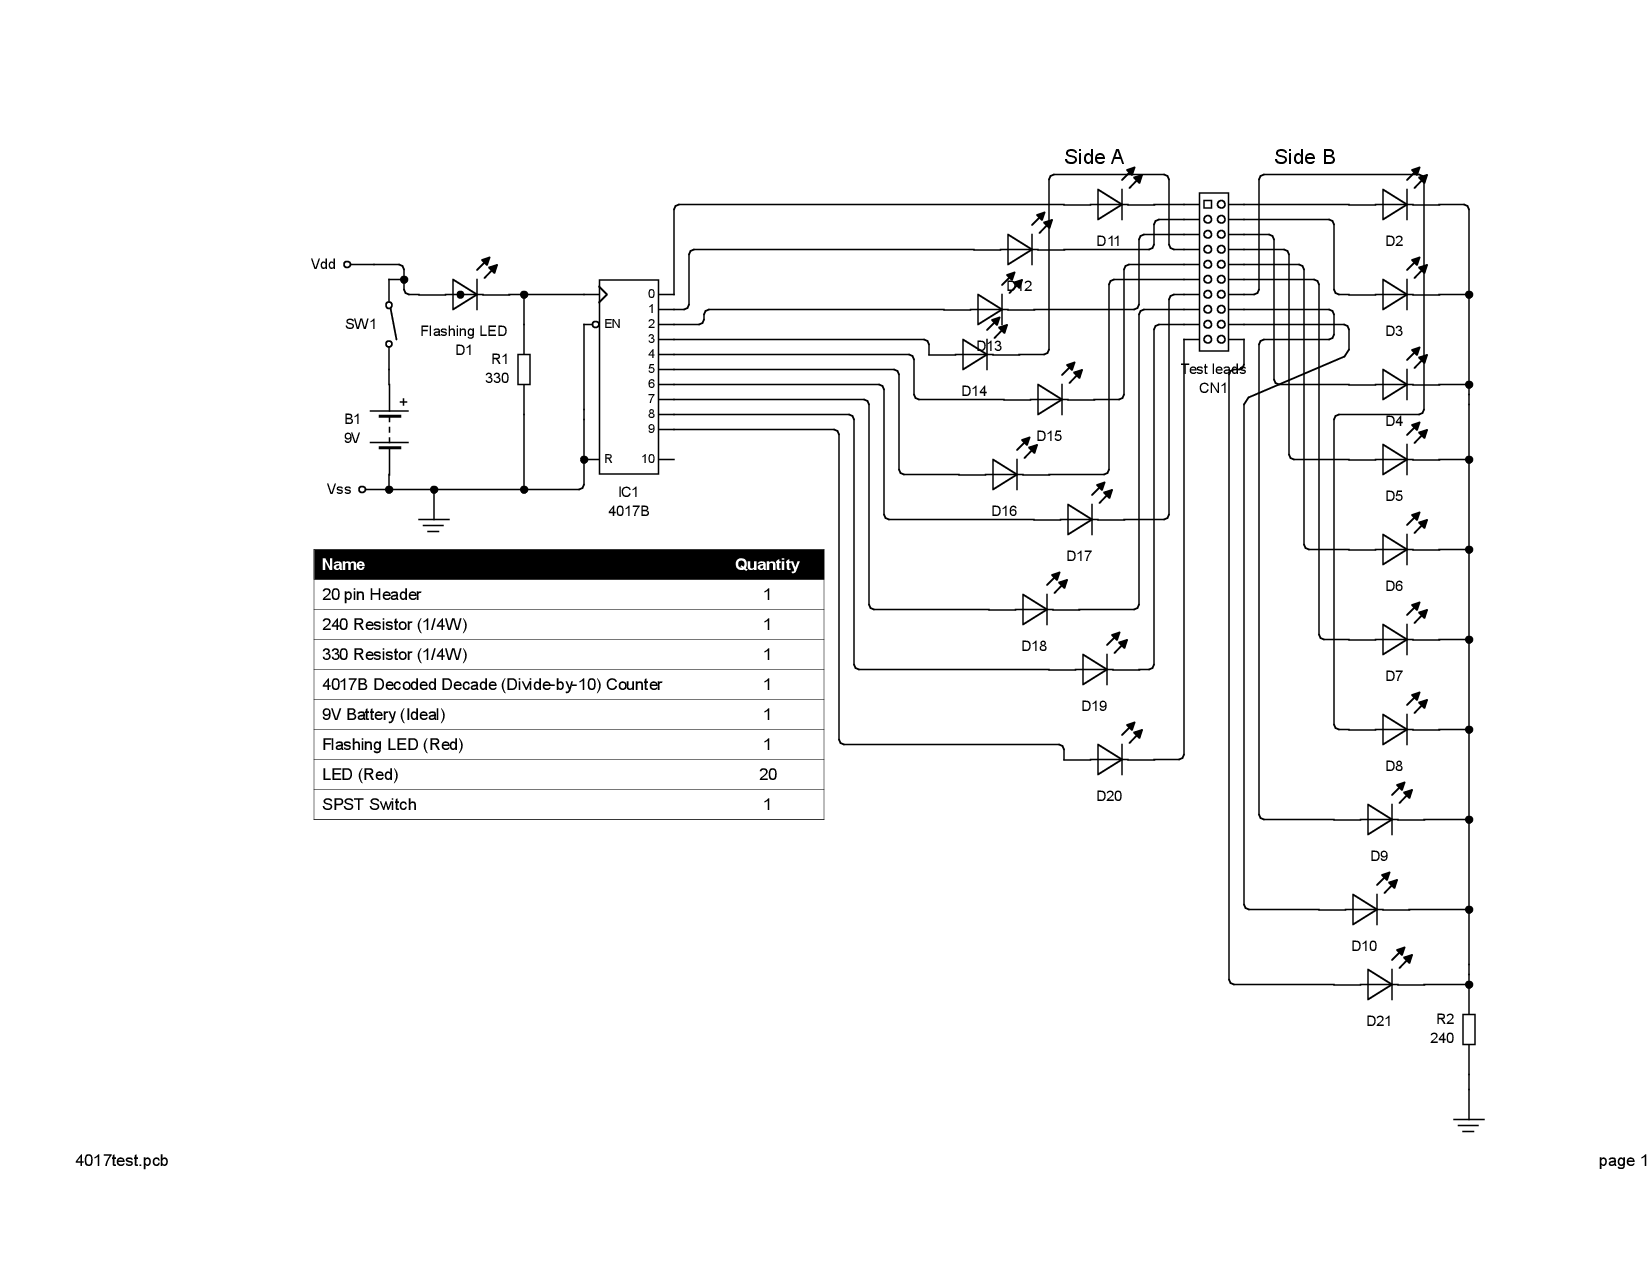 Side A
Side B
D11
D2
D12
Vdd
SW1
Flashing LED
D1
R1
330
EN
R
0
1
2
3
4
5
6
7
8
9
10
IC1
4017B
B1
9V
+
Vss
D13
D14
D15
D16
D17
D18
D19
D20
Test leads
CN1
D3
D4
D5
D6
D7
D8
D9
D10
D21
R2
240
Name Quantity
20 pin Header 1
240 Resistor (1/4W) 1
330 Resistor (1/4W) 1
4017B Decoded Decade (Divide-by-10) Counter 1
9V Battery (Ideal) 1
Flashing LED (Red) 1
LED (Red) 20
SPST Switch 1
4017test.pcb
page 1